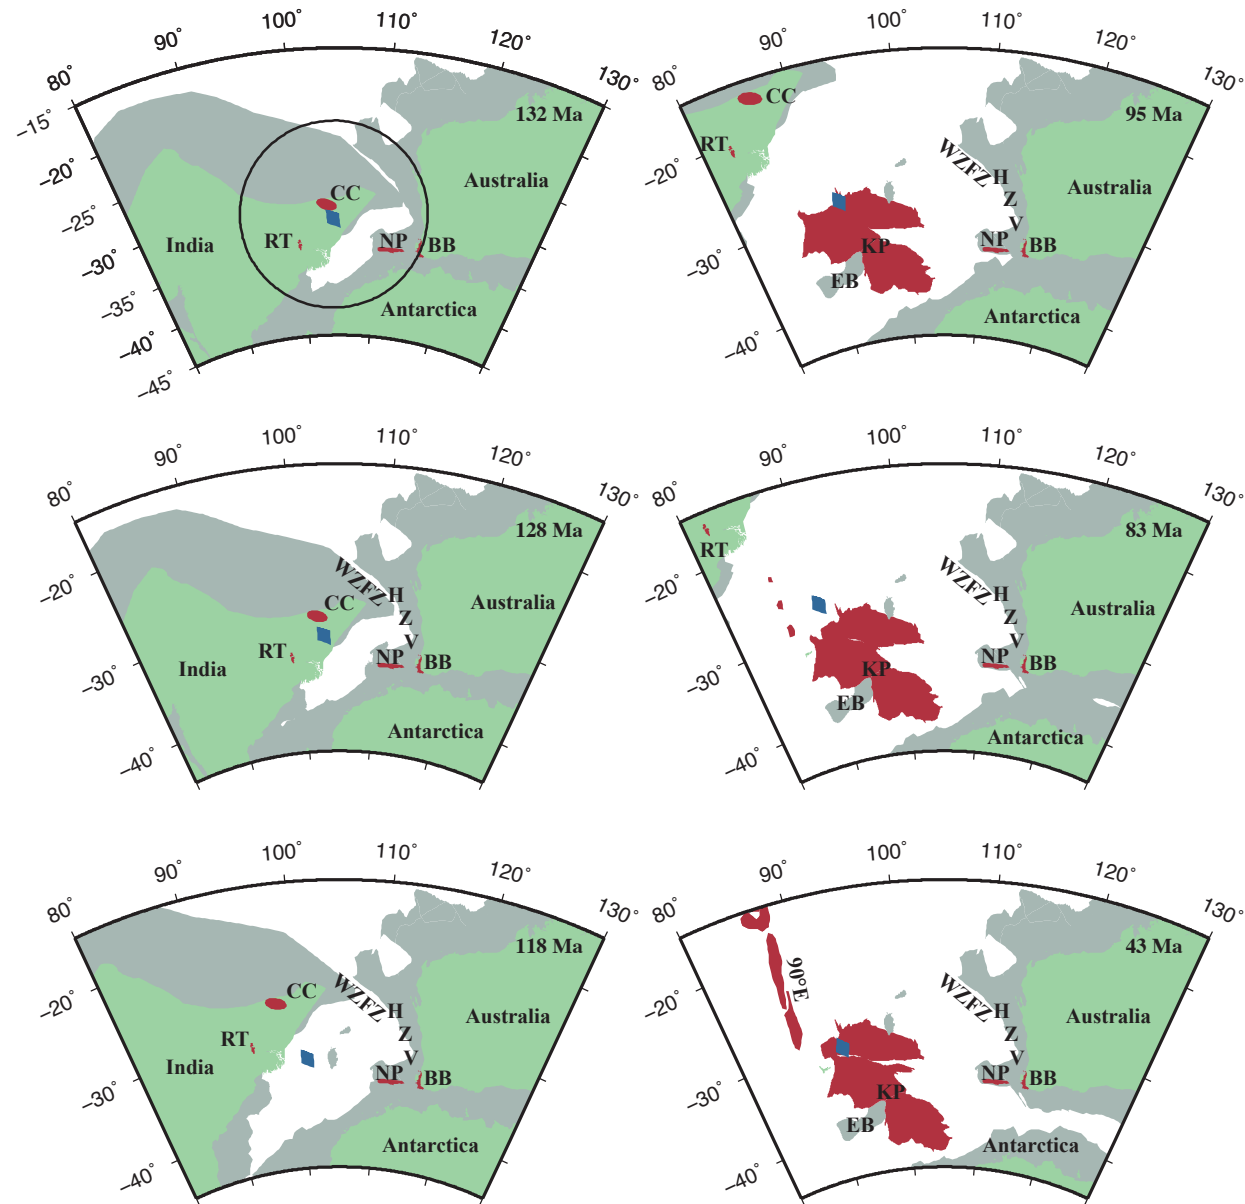 80°
90°
100°
110°
120°
130°
−15°
−20°
−25°
−30°
−35°
−40°
−45°
132 Ma
CC
RT
NP
BB
India
Australia
Antarctica
80°
90°
100°
110°
120°
130°
−20°
−30°
−40°
95 Ma
CC
RT
WZFZ
H
Z
V
NP
BB
KP
EB
Australia
Antarctica
80°
90°
100°
110°
120°
130°
−20°
−30°
−40°
128 Ma
WZFZ
H
Z
V
CC
RT
NP
BB
India
Australia
Antarctica
80°
90°
100°
110°
120°
130°
−20°
−30°
−40°
83 Ma
RT
WZFZ
H
Z
V
NP
BB
KP
EB
Australia
Antarctica
80°
90°
100°
110°
120°
130°
−20°
−30°
−40°
118 Ma
WZFZ
H
Z
V
CC
RT
NP
BB
India
Australia
Antarctica
80°
90°
100°
110°
120°
130°
−20°
−30°
−40°
43 Ma
90°E
WZFZ
H
Z
V
NP
BB
KP
EB
Australia
Antarctica